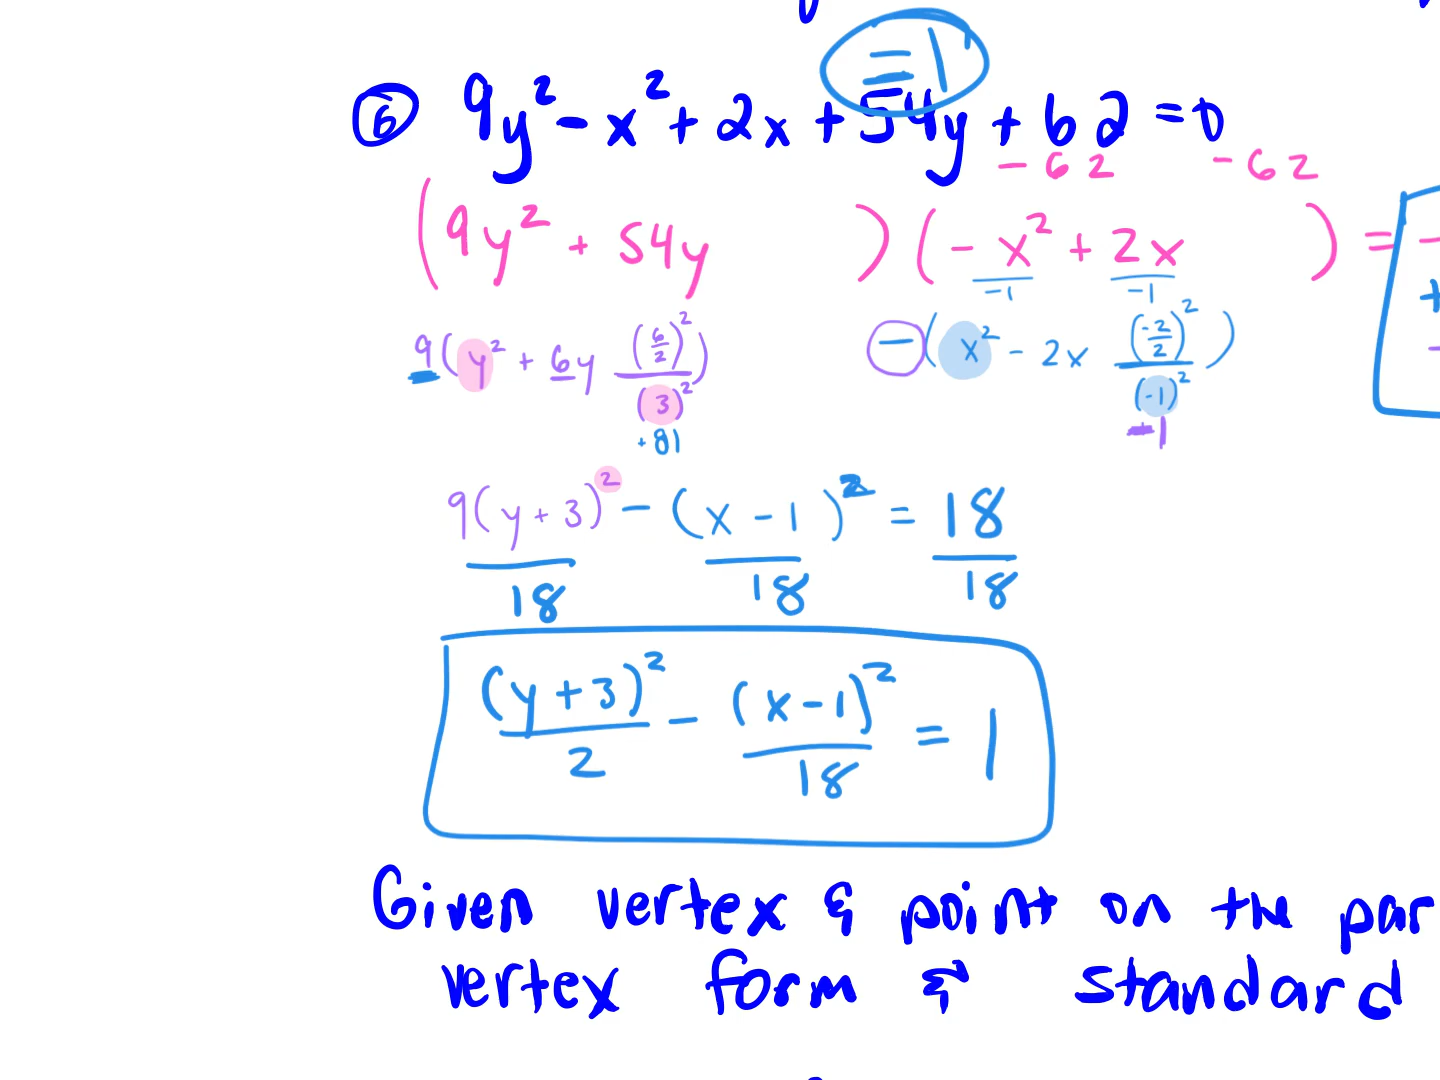 = 1
⑥ 9y² - x² + 2x + 54y + 62 = 0
- 62 - 62
(9y² + 54y ) (- x² + 2x ) =
-1 -1
9(y² + 6y (6/2)²) -(x² - 2x (-2/2)²)
(3)² (-1)²
+81 -1
9(y + 3)² - (x - 1)² = 18
18 18 18
(y + 3)²/2 - (x - 1)²/18 = 1
Given vertex & point on the par
vertex form & standard